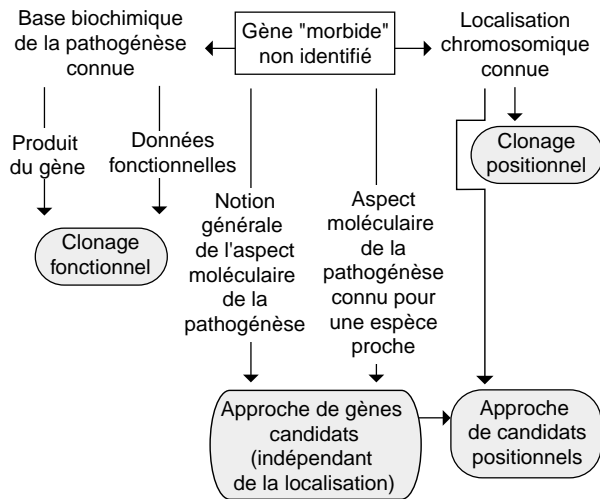 Base biochimique
de la pathogénèse
connue
Gène "morbide"
non identifié
Localisation
chromosomique
connue
Produit
du gène
Données
fonctionnelles
Clonage
positionnel
Clonage
fonctionnel
Notion
générale
de l'aspect
moléculaire
de la
pathogénèse
Aspect
moléculaire
de la
pathogénèse
connu pour
une espèce
proche
Approche de gènes
candidats
(indépendant
de la localisation)
Approche
de candidats
positionnels